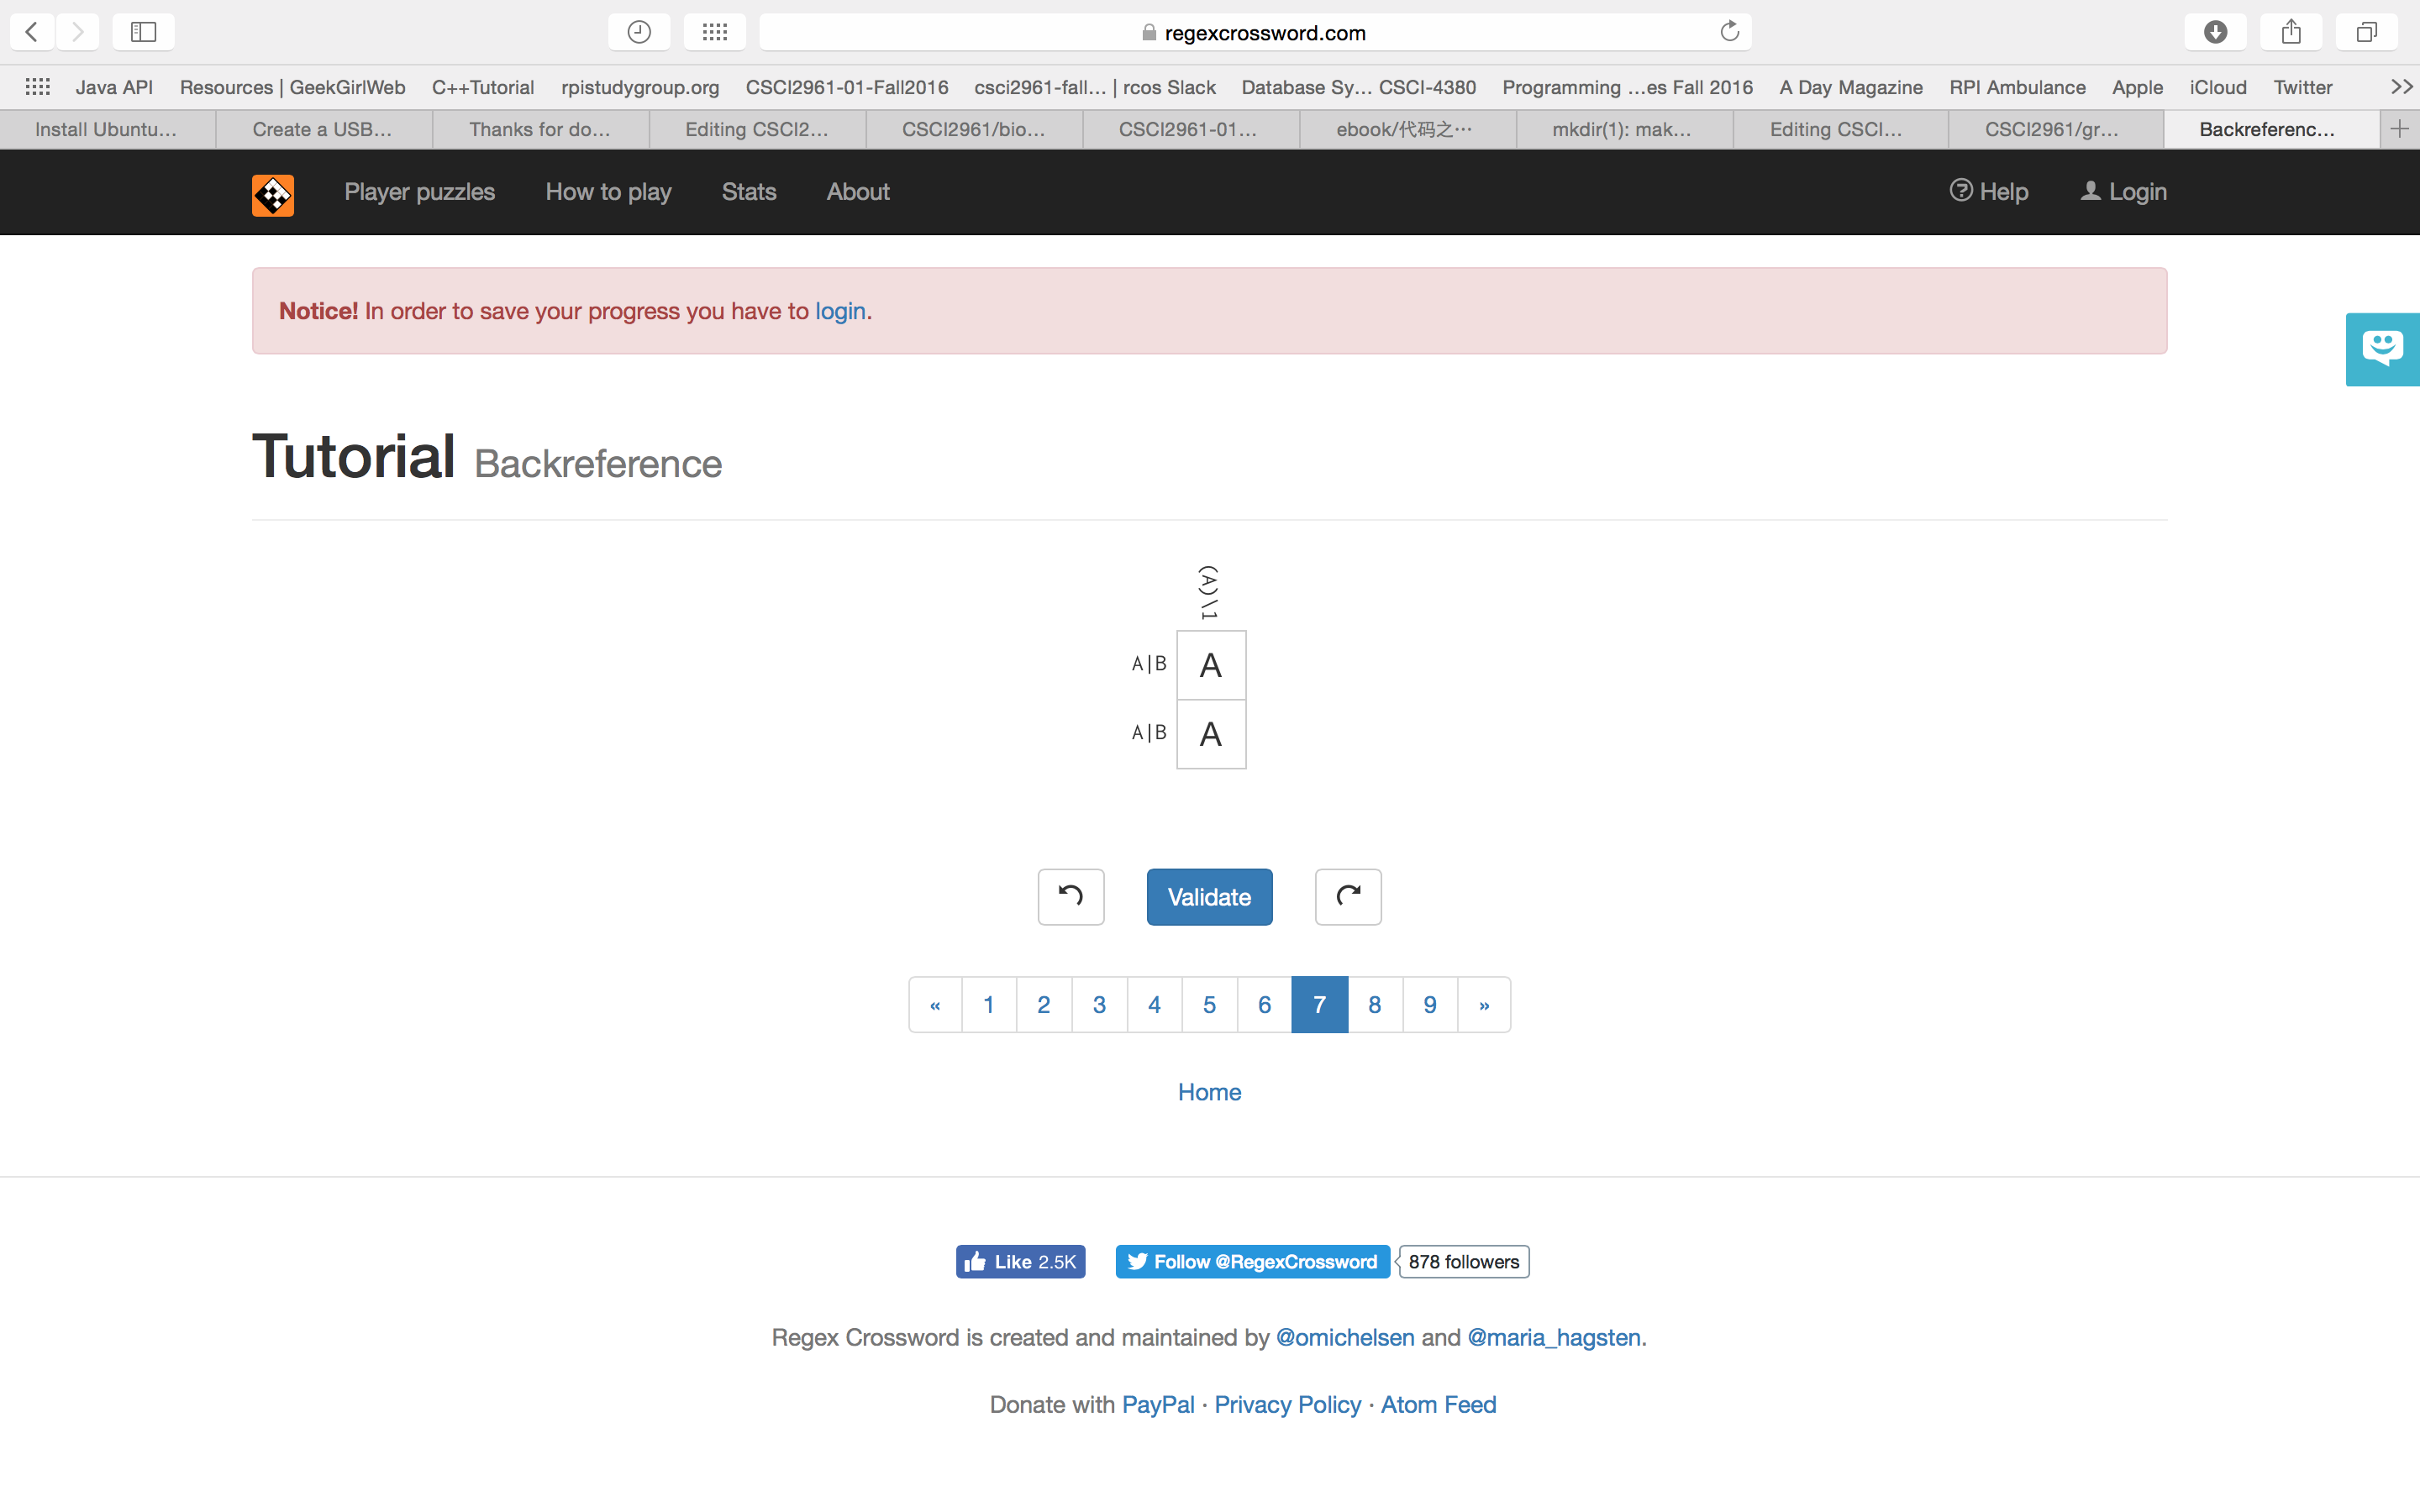 regexcrossword.com
Java API Resources | GeekGirlWeb C++Tutorial rpistudygroup.org CSCI2961-01-Fall2016 csci2961-fall... | rcos Slack Database Sy... CSCI-4380 Programming ...es Fall 2016 A Day Magazine RPI Ambulance Apple iCloud Twitter >>
Install Ubuntu... Create a USB... Thanks for do... Editing CSCI2... CSCI2961/bio... CSCI2961-01... ebook/代码之... mkdir(1): mak... Editing CSCI... CSCI2961/gr... Backreferenc... +
Player puzzles How to play Stats About Help Login
Notice! In order to save your progress you have to login.
Tutorial Backreference
(A)\1
A|B A
A|B A
Validate
« 1 2 3 4 5 6 7 8 9 »
Home
Like 2.5K Follow @RegexCrossword 878 followers
Regex Crossword is created and maintained by @omichelsen and @maria_hagsten.
Donate with PayPal · Privacy Policy · Atom Feed